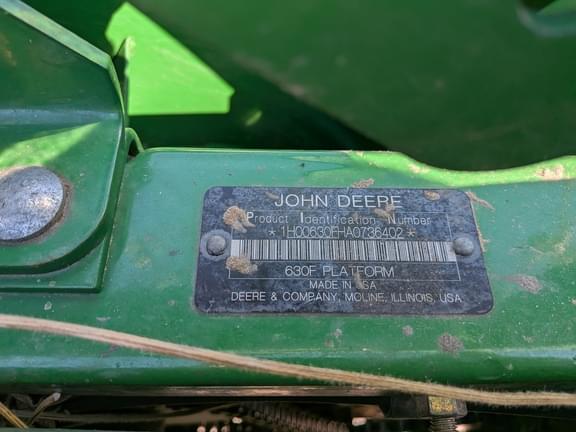 JOHN DEERE
Product Identification Number
*1H00630FHA0736402*
630F PLATFORM
MADE IN USA
DEERE & COMPANY, MOLINE, ILLINOIS, USA